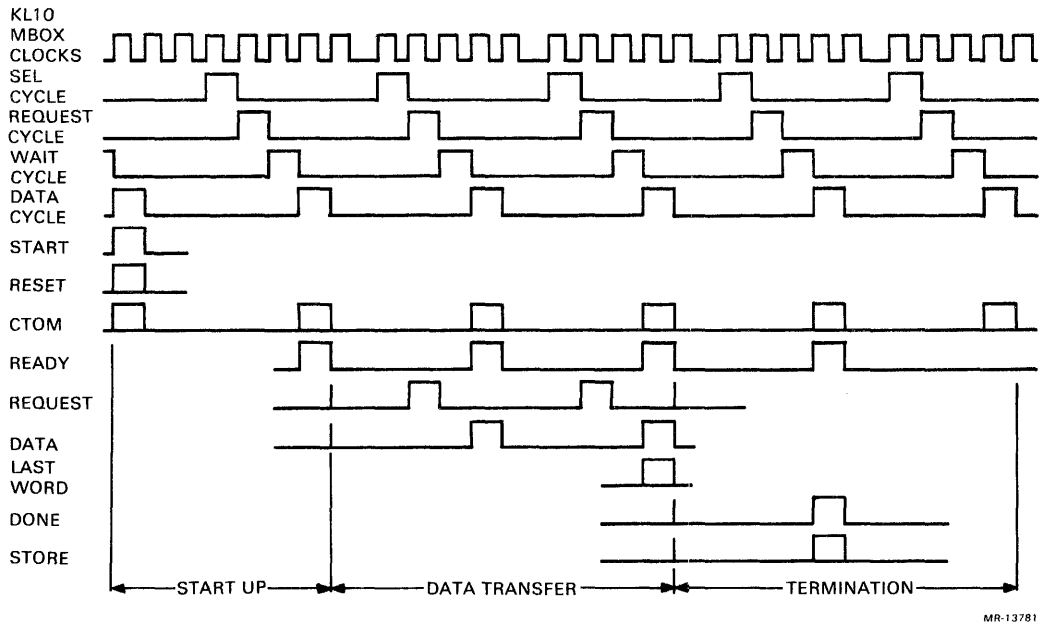 KL10
MBOX
CLOCKS
SEL
CYCLE
REQUEST
CYCLE
WAIT
CYCLE
DATA
CYCLE
START
RESET
CTOM
READY
REQUEST
DATA
LAST
WORD
DONE
STORE
START UP
DATA TRANSFER
TERMINATION
MR-13781